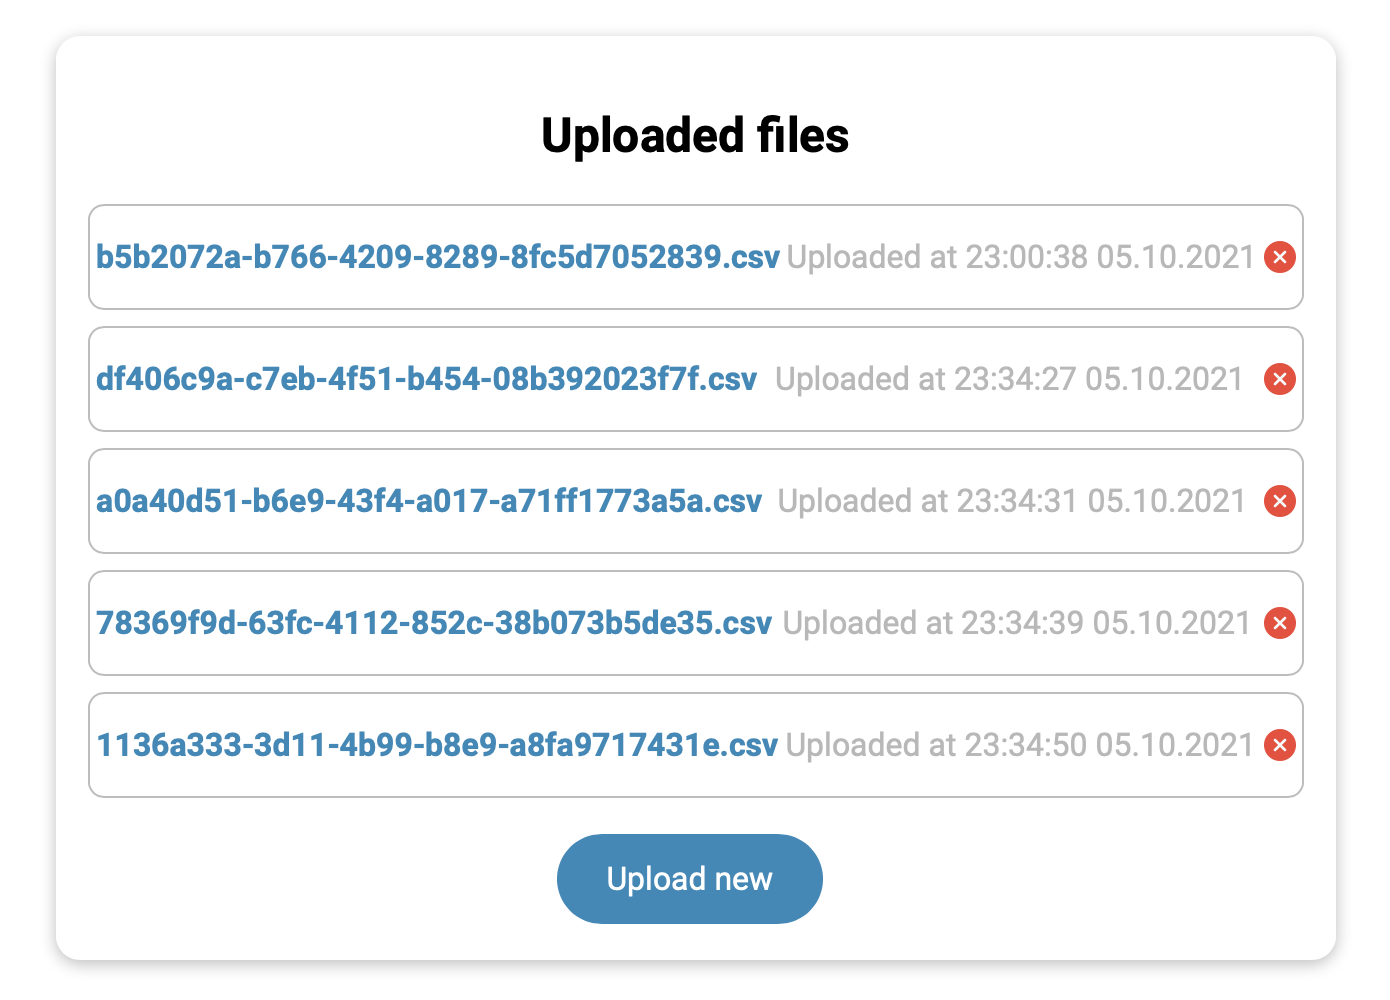 Uploaded files
b5b2072a-b766-4209-8289-8fc5d7052839.csv Uploaded at 23:00:38 05.10.2021
df406c9a-c7eb-4f51-b454-08b392023f7f.csv Uploaded at 23:34:27 05.10.2021
a0a40d51-b6e9-43f4-a017-a71ff1773a5a.csv Uploaded at 23:34:31 05.10.2021
78369f9d-63fc-4112-852c-38b073b5de35.csv Uploaded at 23:34:39 05.10.2021
1136a333-3d11-4b99-b8e9-a8fa9717431e.csv Uploaded at 23:34:50 05.10.2021
Upload new